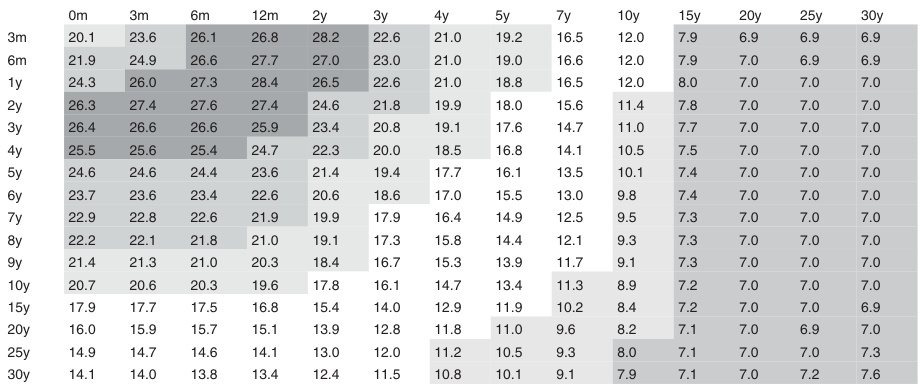 0m 3m 6m 12m 2y 3y 4y 5y 7y 10y 15y 20y 25y 30y
3m 20.1 23.6 26.1 26.8 28.2 22.6 21.0 19.2 16.5 12.0 7.9 6.9 6.9 6.9
6m 21.9 24.9 26.6 27.7 27.0 23.0 21.0 19.0 16.6 12.0 7.9 7.0 6.9 6.9
1y 24.3 26.0 27.3 28.4 26.5 22.6 21.0 18.8 16.5 12.0 8.0 7.0 7.0 7.0
2y 26.3 27.4 27.6 27.4 24.6 21.8 19.9 18.0 15.6 11.4 7.8 7.0 7.0 7.0
3y 26.4 26.6 26.6 25.9 23.4 20.8 19.1 17.6 14.7 11.0 7.7 7.0 7.0 7.0
4y 25.5 25.6 25.4 24.7 22.3 20.0 18.5 16.8 14.1 10.5 7.5 7.0 7.0 7.0
5y 24.6 24.6 24.4 23.6 21.4 19.4 17.7 16.1 13.5 10.1 7.4 7.0 7.0 7.0
6y 23.7 23.6 23.4 22.6 20.6 18.6 17.0 15.5 13.0 9.8 7.4 7.0 7.0 7.0
7y 22.9 22.8 22.6 21.9 19.9 17.9 16.4 14.9 12.5 9.5 7.3 7.0 7.0 7.0
8y 22.2 22.1 21.8 21.0 19.1 17.3 15.8 14.4 12.1 9.3 7.3 7.0 7.0 7.0
9y 21.4 21.3 21.0 20.3 18.4 16.7 15.3 13.9 11.7 9.1 7.3 7.0 7.0 7.0
10y 20.7 20.6 20.3 19.6 17.8 16.1 14.7 13.4 11.3 8.9 7.2 7.0 7.0 7.0
15y 17.9 17.7 17.5 16.8 15.4 14.0 12.9 11.9 10.2 8.4 7.2 7.0 7.0 6.9
20y 16.0 15.9 15.7 15.1 13.9 12.8 11.8 11.0 9.6 8.2 7.1 7.0 6.9 7.0
25y 14.9 14.7 14.6 14.1 13.0 12.0 11.2 10.5 9.3 8.0 7.1 7.0 7.0 7.3
30y 14.1 14.0 13.8 13.4 12.4 11.5 10.8 10.1 9.1 7.9 7.1 7.0 7.2 7.6